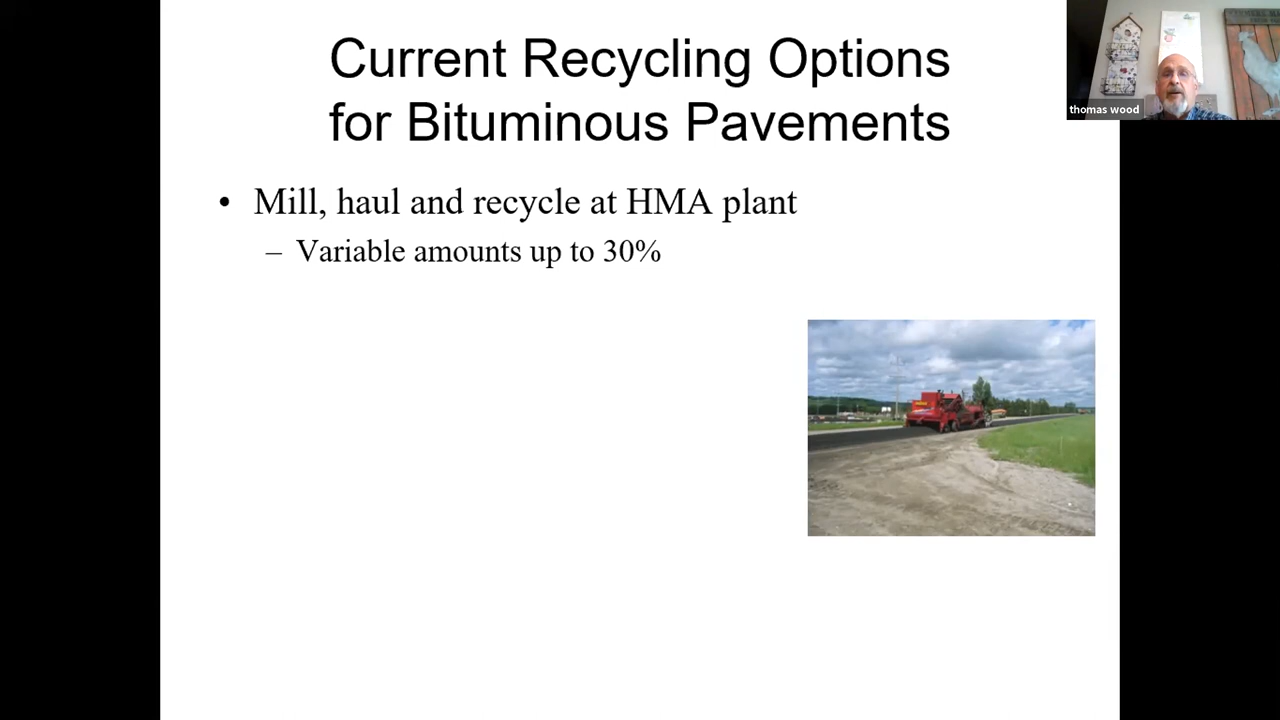 Current Recycling Options
for Bituminous Pavements
thomas wood
• Mill, haul and recycle at HMA plant
– Variable amounts up to 30%